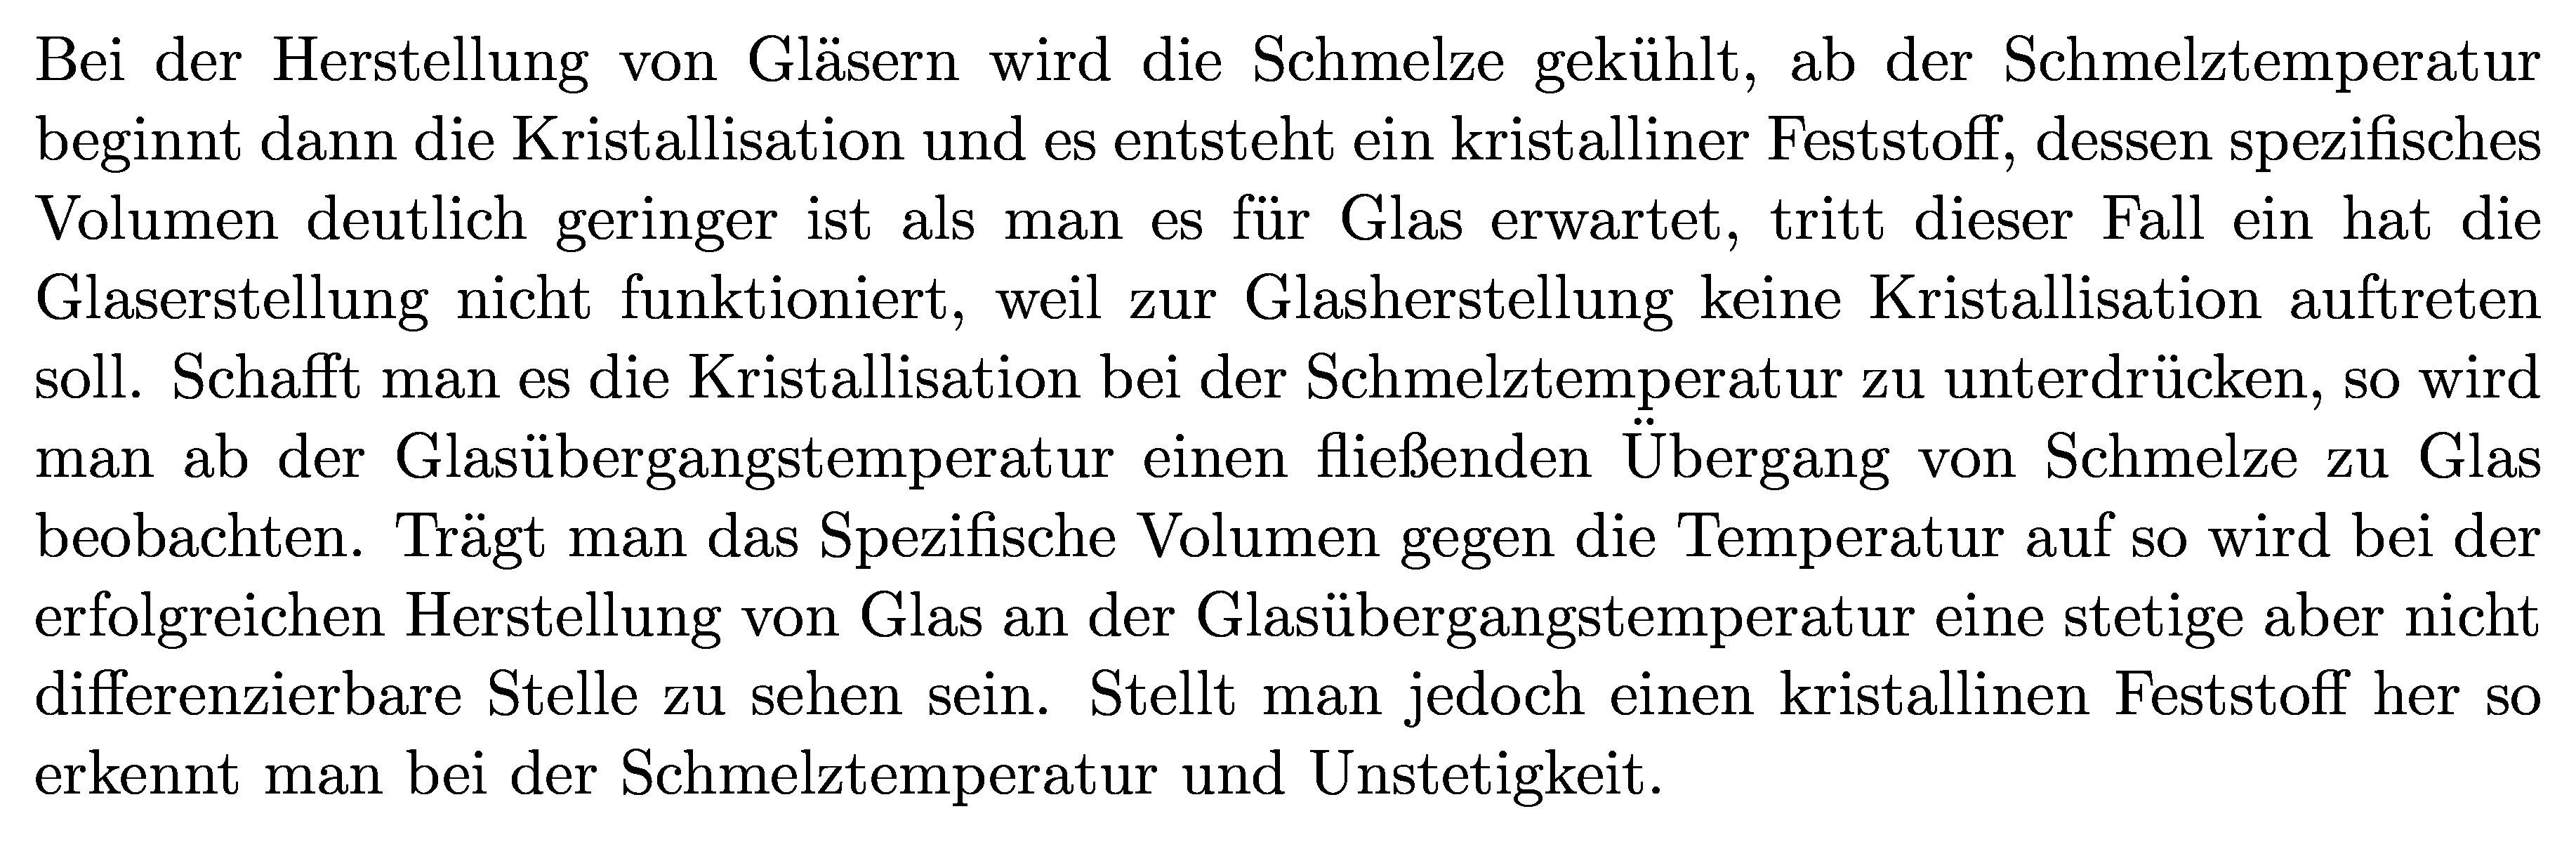 Bei der Herstellung von Gläsern wird die Schmelze gekühlt, ab der Schmelztemperatur
beginnt dann die Kristallisation und es entsteht ein kristalliner Feststoff, dessen spezifisches
Volumen deutlich geringer ist als man es für Glas erwartet, tritt dieser Fall ein hat die
Glaserstellung nicht funktioniert, weil zur Glasherstellung keine Kristallisation auftreten
soll. Schafft man es die Kristallisation bei der Schmelztemperatur zu unterdrücken, so wird
man ab der Glasübergangstemperatur einen fließenden Übergang von Schmelze zu Glas
beobachten. Trägt man das Spezifische Volumen gegen die Temperatur auf so wird bei der
erfolgreichen Herstellung von Glas an der Glasübergangstemperatur eine stetige aber nicht
differenzierbare Stelle zu sehen sein. Stellt man jedoch einen kristallinen Feststoff her so
erkennt man bei der Schmelztemperatur und Unstetigkeit.